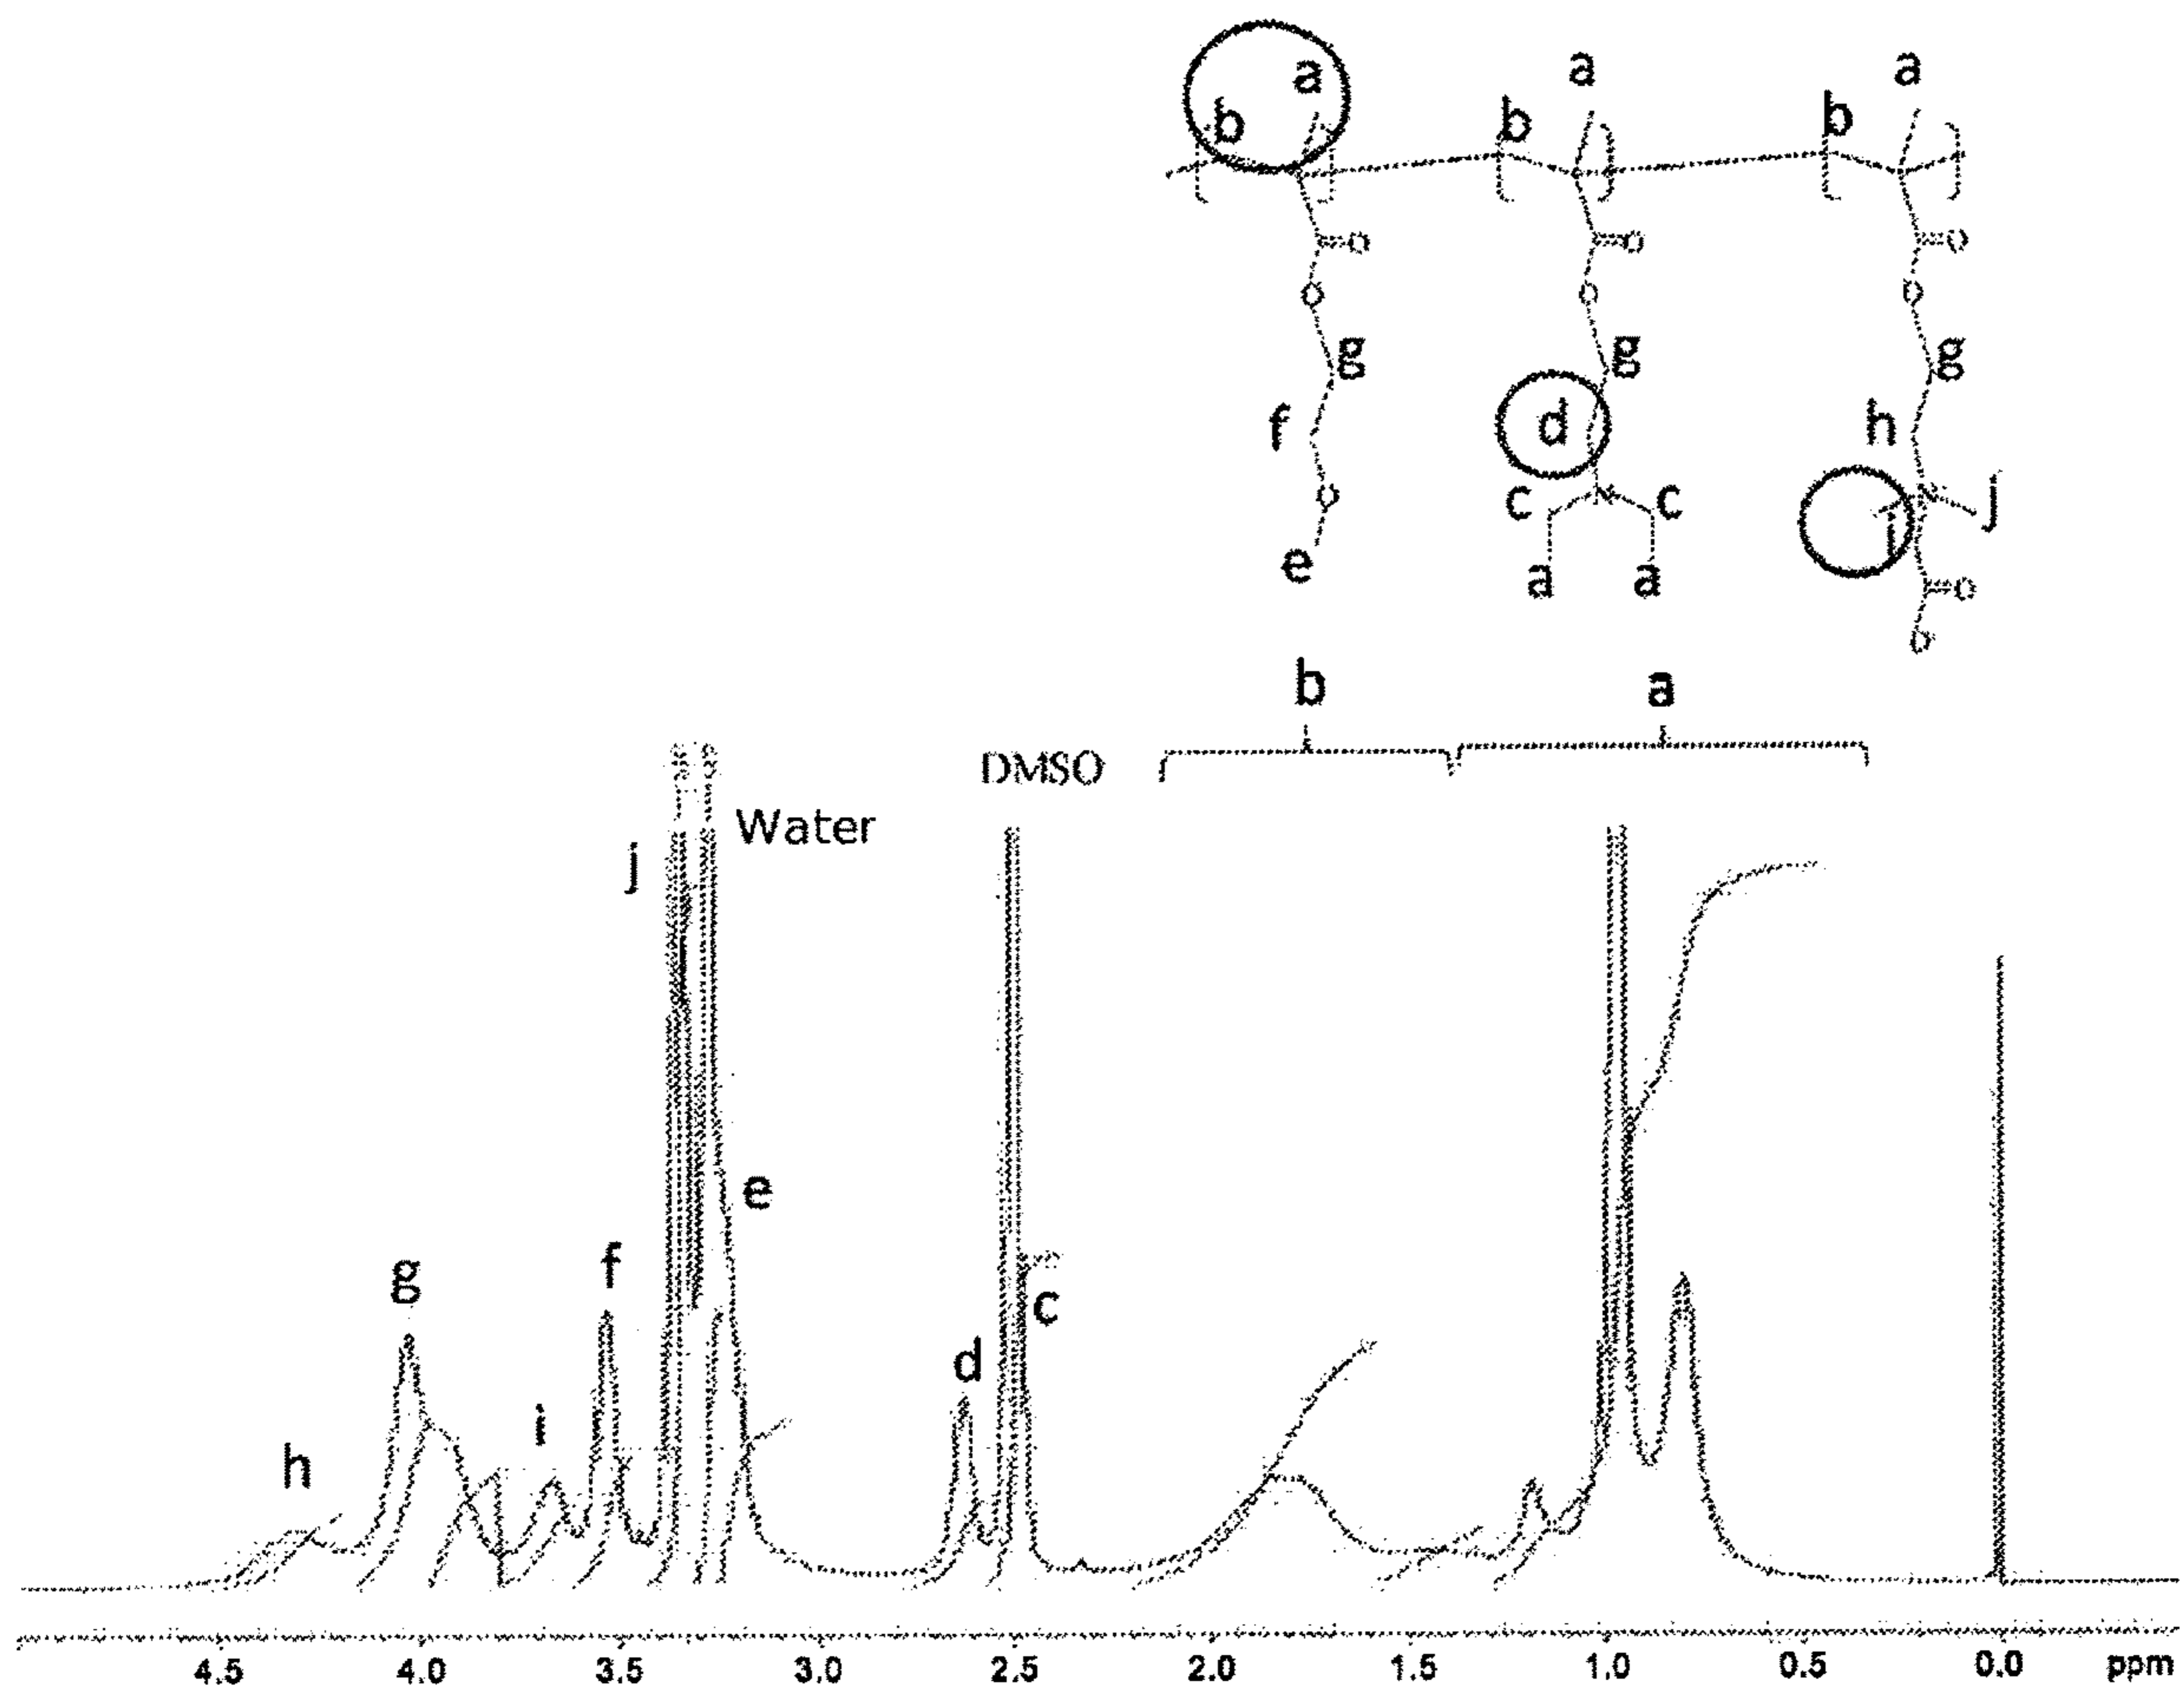 a a a
b b b
O O O
O O O
g g g
f d h
O c N c N j
i
e a a O
O
b a
DMSO
Water
j
e
g f c
d
i
h
4.5 4.0 3.5 3.0 2.5 2.0 1.5 1.0 0.5 0.0 ppm